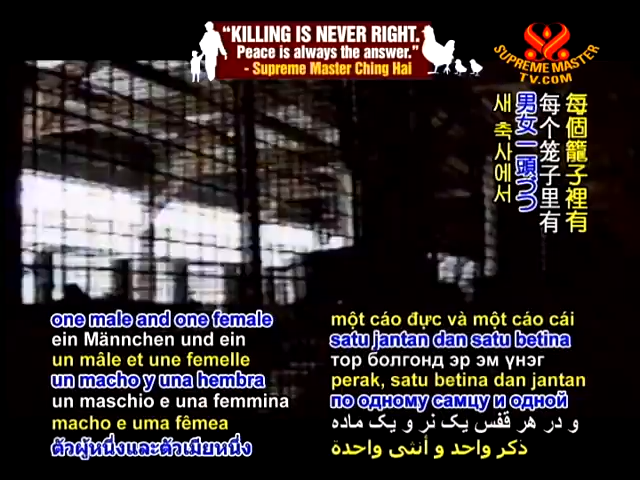 “KILLING IS NEVER RIGHT.
Peace is always the answer.”
- Supreme Master Ching Hai
SUPREME MASTER
TV.COM
每個籠子裡有
每个笼子里有
男女一頭づつ
새 축사에서
one male and one female
ein Männchen und ein
un mâle et une femelle
un macho y una hembra
un maschio e una femmina
macho e uma fêmea
ตัวผู้หนึ่งและตัวเมียหนึ่ง
một cáo đực và một cáo cái
satu jantan dan satu betina
тор болгонд эр эм үнэг
perak, satu betina dan jantan
по одному самцу и одной
و در هر قفس یک نر و یک ماده
ذكر واحد و أنثى واحدة